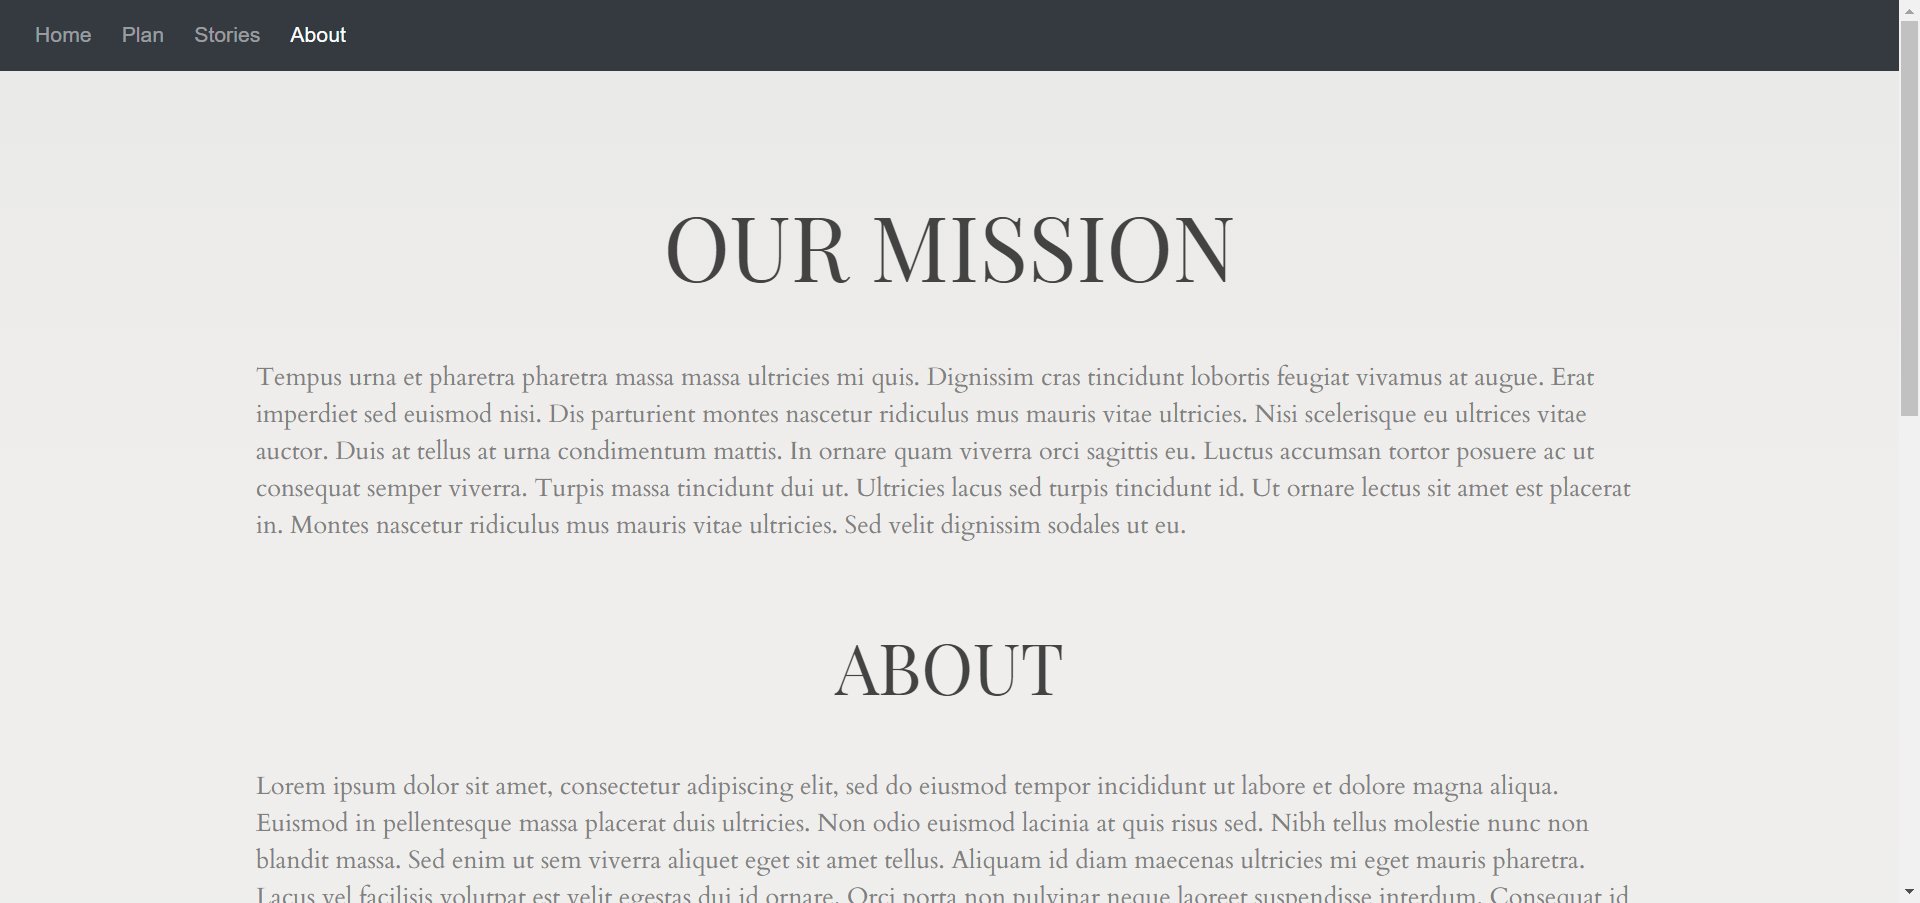 Home Plan Stories About
OUR MISSION
Tempus urna et pharetra pharetra massa massa ultricies mi quis. Dignissim cras tincidunt lobortis feugiat vivamus at augue. Erat
imperdiet sed euismod nisi. Dis parturient montes nascetur ridiculus mus mauris vitae ultricies. Nisi scelerisque eu ultrices vitae
auctor. Duis at tellus at urna condimentum mattis. In ornare quam viverra orci sagittis eu. Luctus accumsan tortor posuere ac ut
consequat semper viverra. Turpis massa tincidunt dui ut. Ultricies lacus sed turpis tincidunt id. Ut ornare lectus sit amet est placerat
in. Montes nascetur ridiculus mus mauris vitae ultricies. Sed velit dignissim sodales ut eu.
ABOUT
Lorem ipsum dolor sit amet, consectetur adipiscing elit, sed do eiusmod tempor incididunt ut labore et dolore magna aliqua.
Euismod in pellentesque massa placerat duis ultricies. Non odio euismod lacinia at quis risus sed. Nibh tellus molestie nunc non
blandit massa. Sed enim ut sem viverra aliquet eget sit amet tellus. Aliquam id diam maecenas ultricies mi eget mauris pharetra.
Lacus vel facilisis volutpat est velit egestas dui id ornare. Orci porta non pulvinar neque laoreet suspendisse interdum. Consequat id